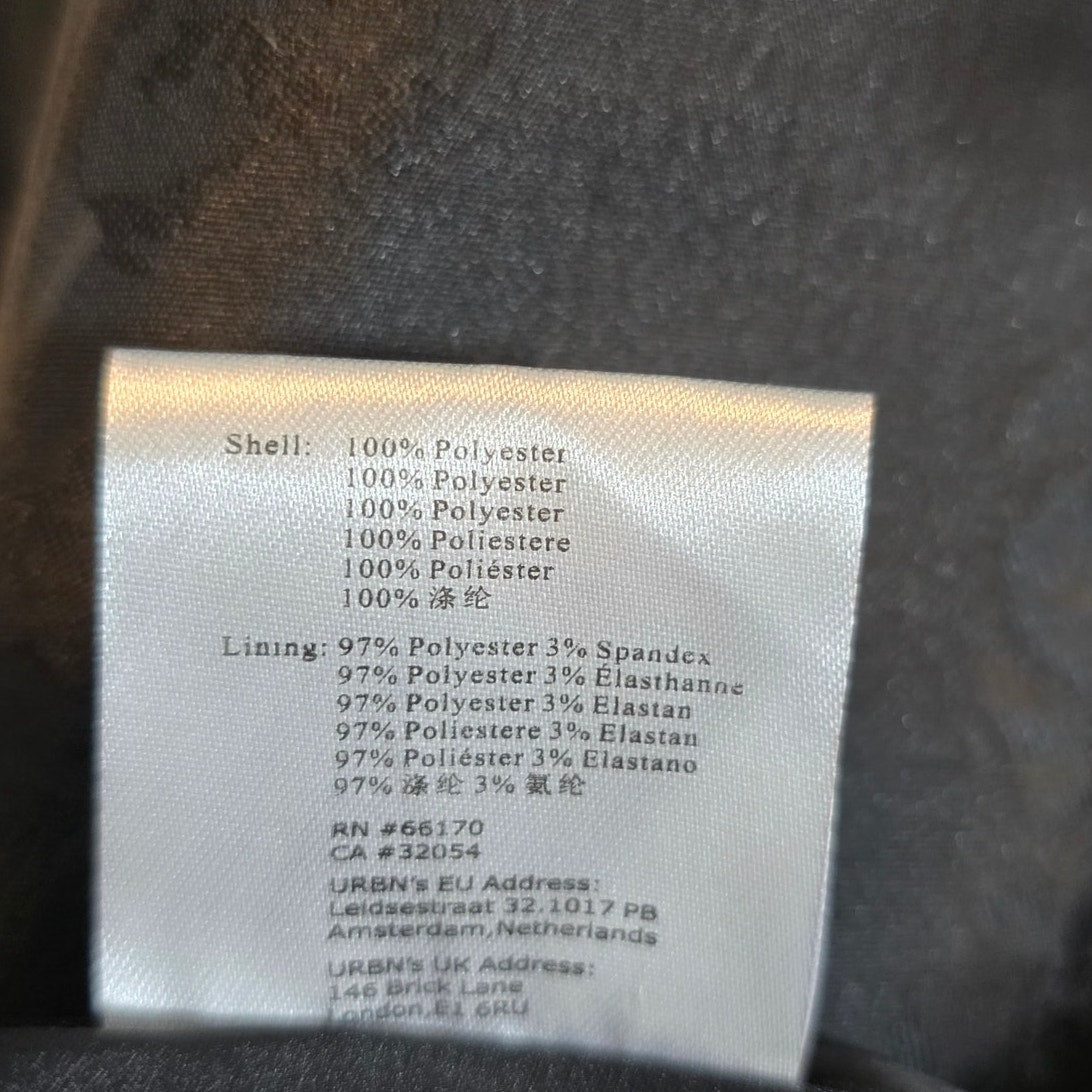 Shell: 100% Polyester
100% Polyester
100% Polyester
100% Poliestere
100% Poliéster
100% 涤纶
Lining: 97% Polyester 3% Spandex
97% Polyester 3% Élasthanne
97% Polyester 3% Elastan
97% Poliestere 3% Elastan
97% Poliéster 3% Elastano
97% 涤纶 3% 氨纶
RN #66170
CA #32054
URBN's EU Address:
Leidsestraat 32,1017 PB
Amsterdam,Netherlands
URBN's UK Address:
146 Brick Lane
London,E1 6RU